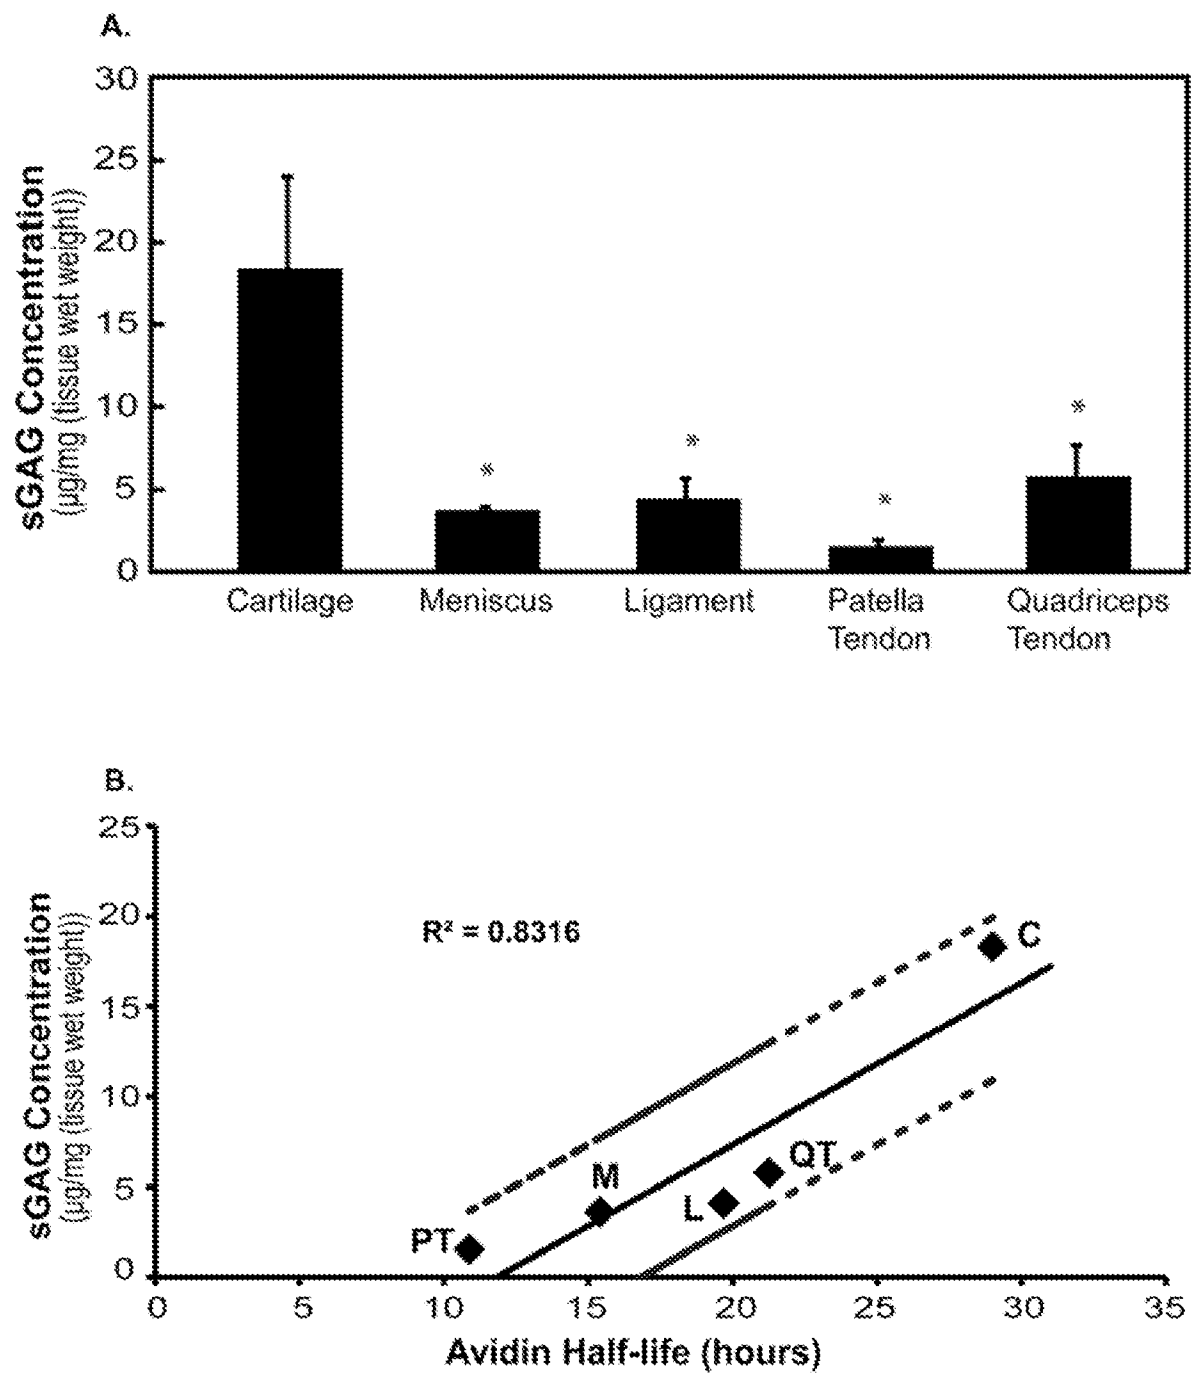 A.
30
25
20
15
10
5
0
sGAG Concentration
(µg/mg (tissue wet weight))
*
*
*
*
Cartilage
Meniscus
Ligament
Patella
Tendon
Quadriceps
Tendon
B.
25
20
15
10
5
0
sGAG Concentration
(µg/mg (tissue wet weight))
R² = 0.8316
C
QT
M
L
PT
0 5 10 15 20 25 30 35
Avidin Half-life (hours)